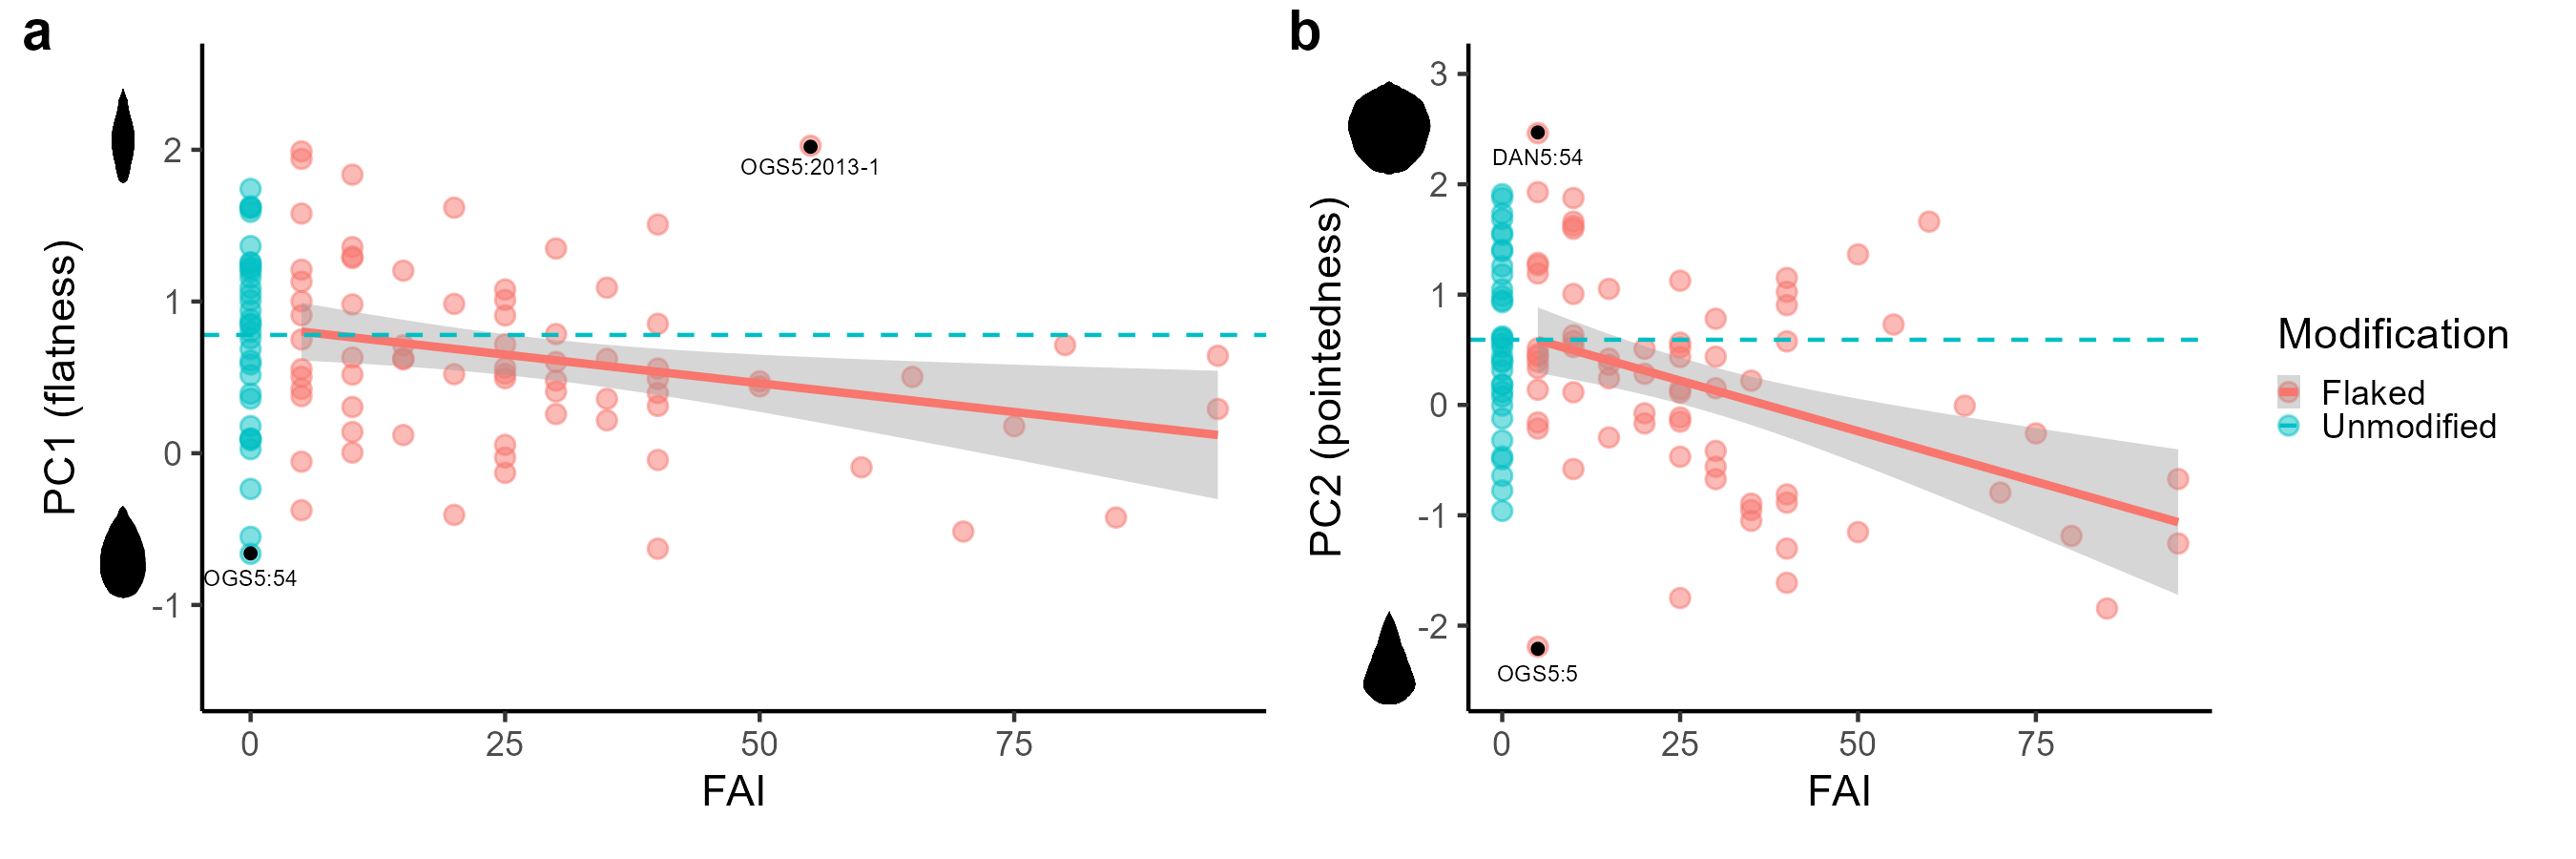 a
PC1 (flatness)
2
1
0
-1
OGS5:2013-1
OGS5:54
0
25
50
75
FAI
b
PC2 (pointedness)
3
2
1
0
-1
-2
DAN5:54
OGS5:5
0
25
50
75
FAI
Modification
Flaked
Unmodified